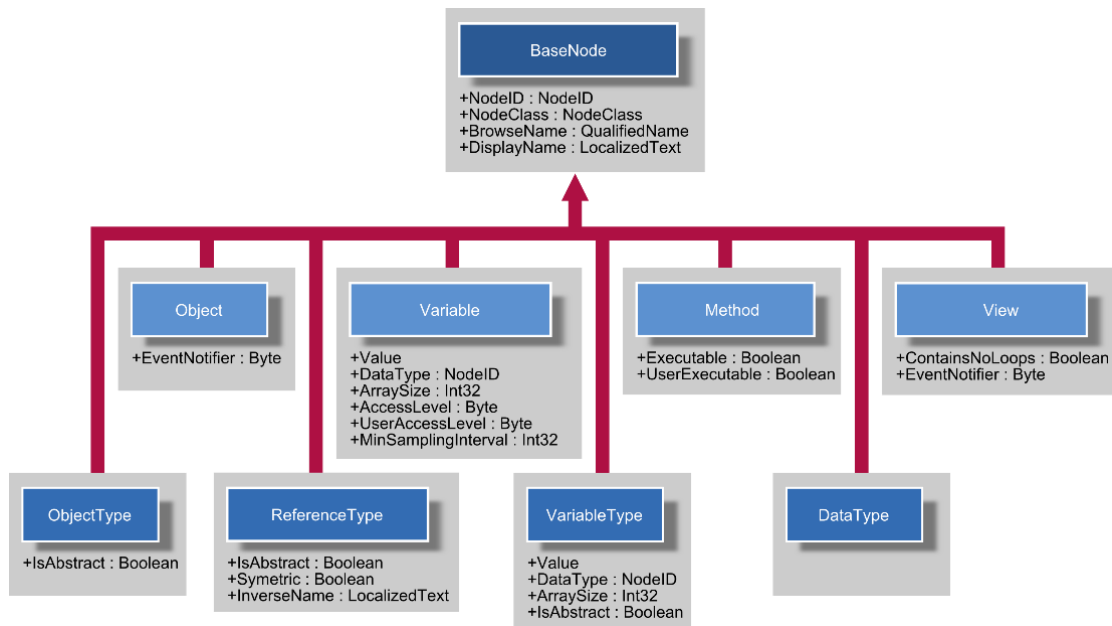 BaseNode
+NodeID : NodeID
+NodeClass : NodeClass
+BrowseName : QualifiedName
+DisplayName : LocalizedText
Object
+EventNotifier : Byte
Variable
+Value
+DataType : NodeID
+ArraySize : Int32
+AccessLevel : Byte
+UserAccessLevel : Byte
+MinSamplingInterval : Int32
Method
+Executable : Boolean
+UserExecutable : Boolean
View
+ContainsNoLoops : Boolean
+EventNotifier : Byte
ObjectType
+IsAbstract : Boolean
ReferenceType
+IsAbstract : Boolean
+Symetric : Boolean
+InverseName : LocalizedText
VariableType
+Value
+DataType : NodeID
+ArraySize : Int32
+IsAbstract : Boolean
DataType